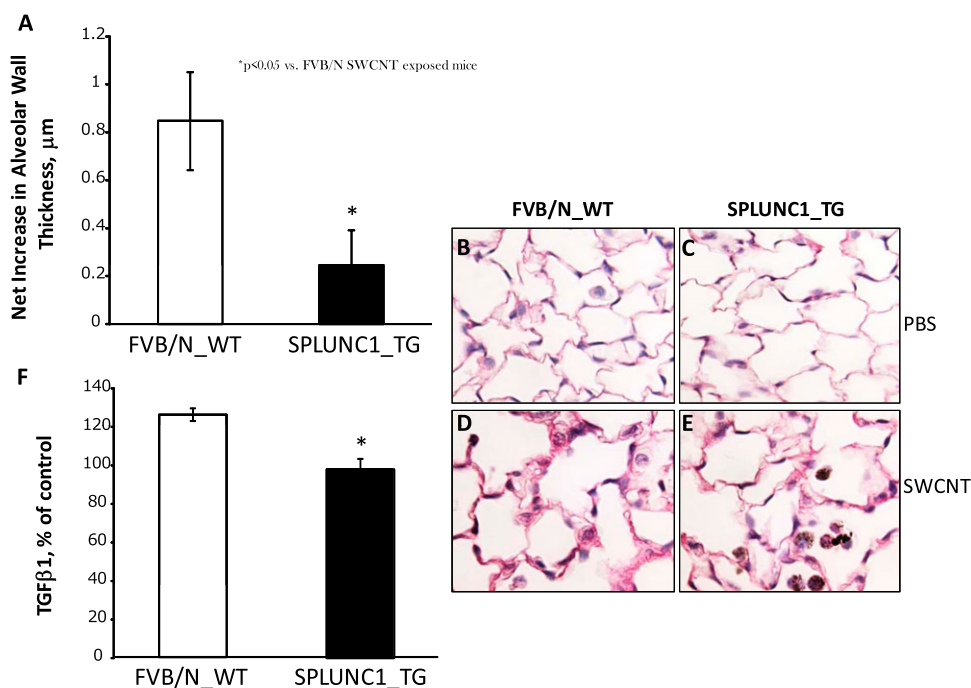 A
Net Increase in Alveolar Wall
Thickness, μm
1.2
1
0.8
0.6
0.4
0.2
0
*p<0.05 vs. FVB/N SWCNT exposed mice
*
FVB/N_WT
SPLUNC1_TG
FVB/N_WT
SPLUNC1_TG
B
C
PBS
D
E
SWCNT
F
TGFβ1, % of control
140
120
100
80
60
40
20
0
*
FVB/N_WT
SPLUNC1_TG